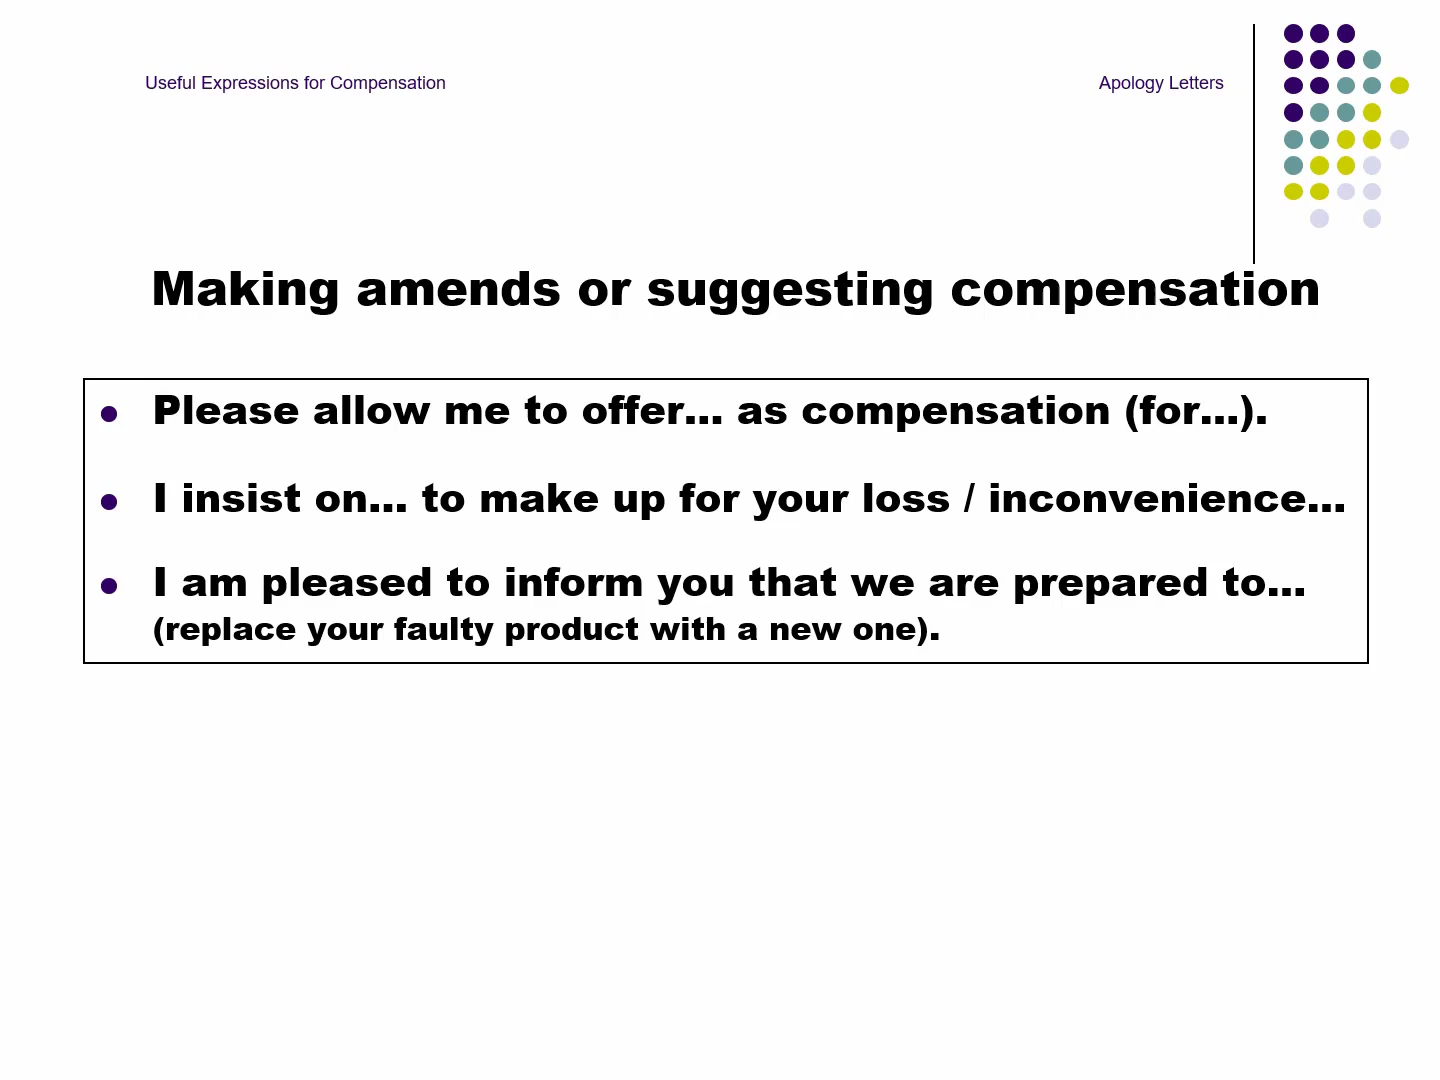 Useful Expressions for Compensation
Apology Letters
Making amends or suggesting compensation
Please allow me to offer... as compensation (for...).
I insist on... to make up for your loss / inconvenience...
I am pleased to inform you that we are prepared to...
(replace your faulty product with a new one).